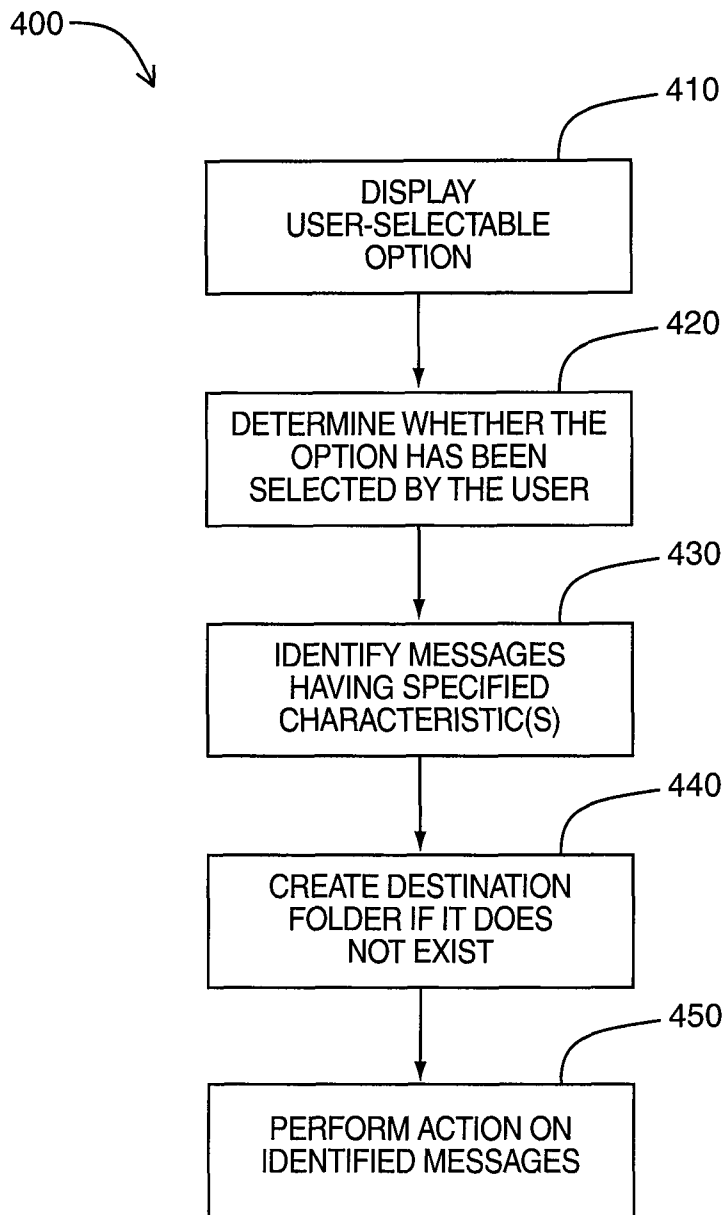 400
410
DISPLAY
USER-SELECTABLE
OPTION
420
DETERMINE WHETHER THE
OPTION HAS BEEN
SELECTED BY THE USER
430
IDENTIFY MESSAGES
HAVING SPECIFIED
CHARACTERISTIC(S)
440
CREATE DESTINATION
FOLDER IF IT DOES
NOT EXIST
450
PERFORM ACTION ON
IDENTIFIED MESSAGES